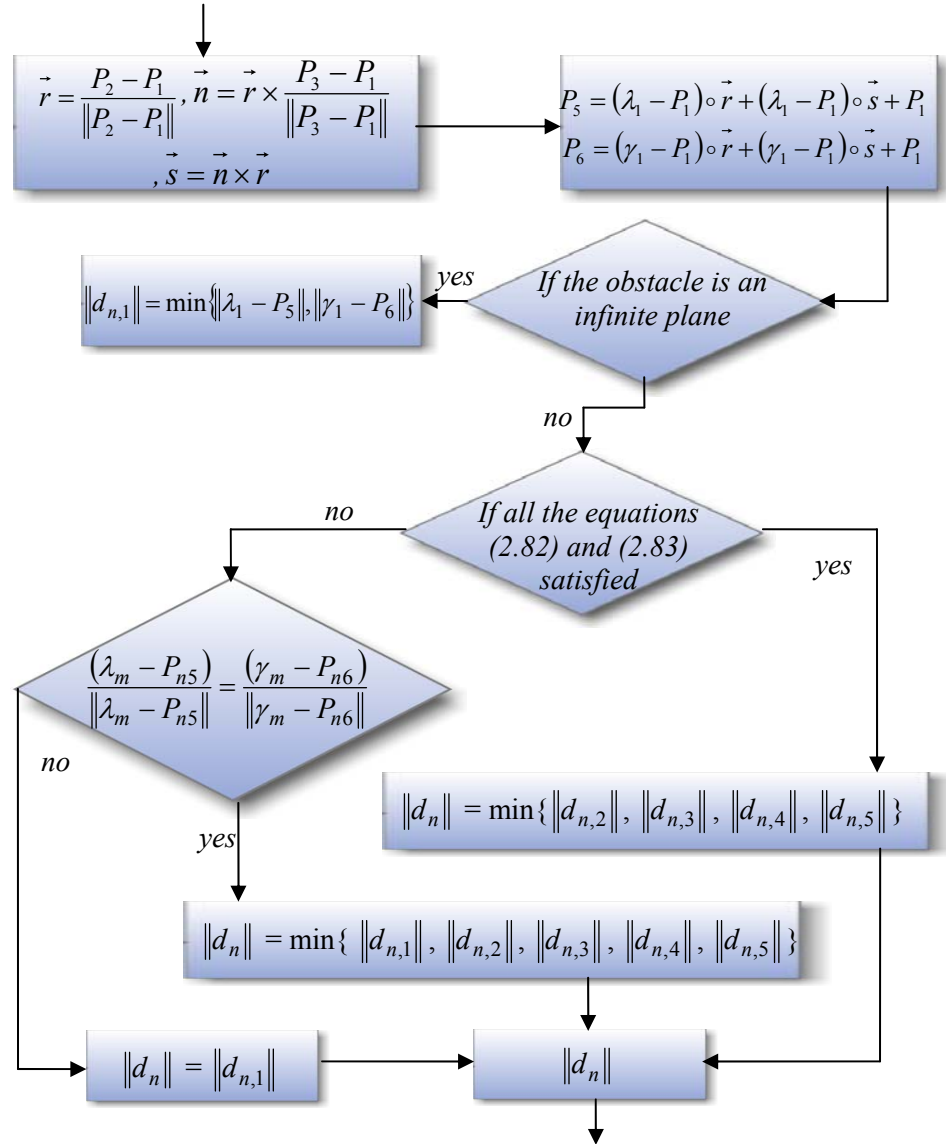 r⃗ = (P₂ − P₁)/‖P₂ − P₁‖, n⃗ = r⃗ × (P₃ − P₁)/‖P₃ − P₁‖
, s⃗ = n⃗ × r⃗
P₅ = (λ₁ − P₁)∘r⃗ + (λ₁ − P₁)∘s⃗ + P₁
P₆ = (γ₁ − P₁)∘r⃗ + (γ₁ − P₁)∘s⃗ + P₁
If the obstacle is an
infinite plane
yes
‖dₙ,₁‖ = min{‖λ₁ − P₅‖,‖γ₁ − P₆‖}
no
If all the equations
(2.82) and (2.83)
satisfied
no
yes
(λₘ − Pₙ₅)/‖λₘ − Pₙ₅‖ = (γₘ − Pₙ₆)/‖γₘ − Pₙ₆‖
no
yes
‖dₙ‖ = min{‖dₙ,₂‖, ‖dₙ,₃‖, ‖dₙ,₄‖, ‖dₙ,₅‖}
‖dₙ‖ = min{ ‖dₙ,₁‖, ‖dₙ,₂‖, ‖dₙ,₃‖, ‖dₙ,₄‖, ‖dₙ,₅‖}
‖dₙ‖ = ‖dₙ,₁‖
‖dₙ‖